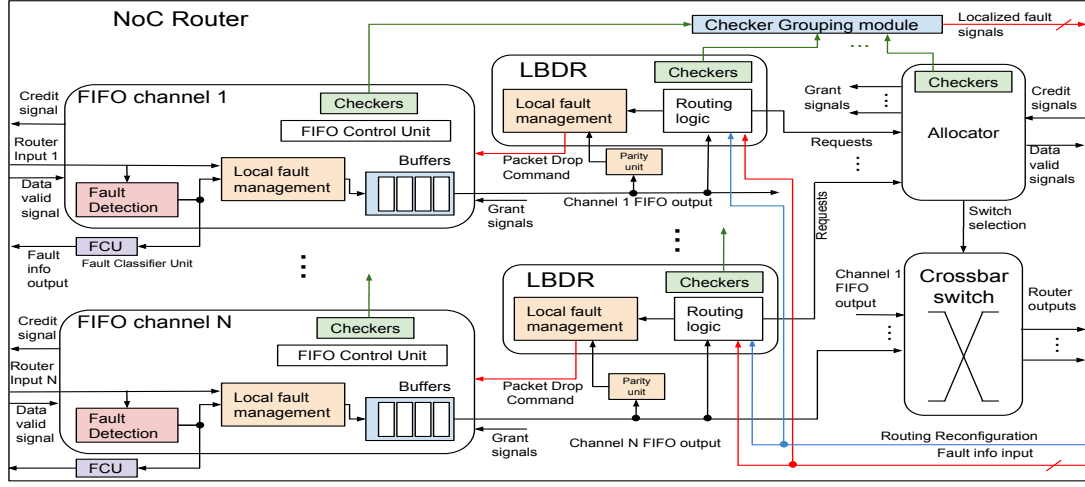 NoC Router
Checker Grouping module
Localized fault
signals
LBDR
Checkers
Local fault
management
Routing
logic
Packet Drop
Command
Parity
unit
Grant
signals
Checkers
Allocator
Credit
signals
Requests
Data
valid
signals
Credit
signal
Router
Input 1
Data
valid
signal
FIFO channel 1
Checkers
FIFO Control Unit
Buffers
Local fault
management
Fault
Detection
FCU
Fault Classifier Unit
Fault
info
output
Grant
signals
Channel 1 FIFO output
Requests
Switch
selection
LBDR
Checkers
Local fault
management
Routing
logic
Packet Drop
Command
Parity
unit
Channel 1
FIFO
output
Crossbar
switch
Router
outputs
Credit
signal
Router
Input N
Data
valid
signal
FIFO channel N
Checkers
FIFO Control Unit
Buffers
Local fault
management
Fault
Detection
FCU
Grant
signals
Channel N FIFO output
Routing Reconfiguration
Fault info input